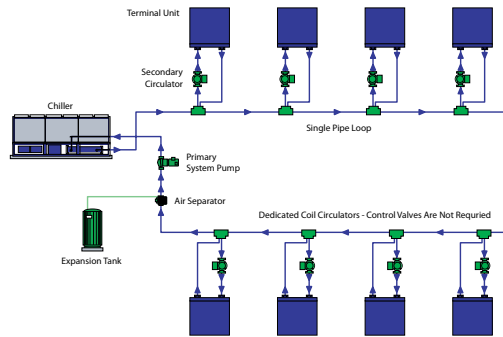 Terminal Unit
Secondary
Circulator
Chiller
Single Pipe Loop
Primary
System Pump
Air Separator
Dedicated Coil Circulators - Control Valves Are Not Requried
Expansion Tank